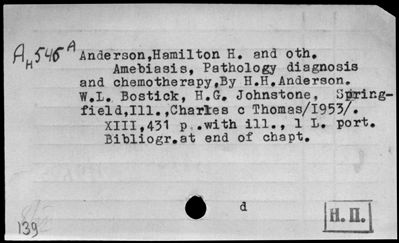 Aн545 A Anderson,Hamilton H. and oth.
Amebiasis, Pathology diagnosis
and chemotherapy,By H.H.Anderson.
W.L. Bostick, H.G. Johnstone, Spring-
field,Ill.,Charles c Thomas/1953/.
XIII,431 p.with ill., 1 L. port.
Bibliogr.at end of chapt.
d
Н.П.
139